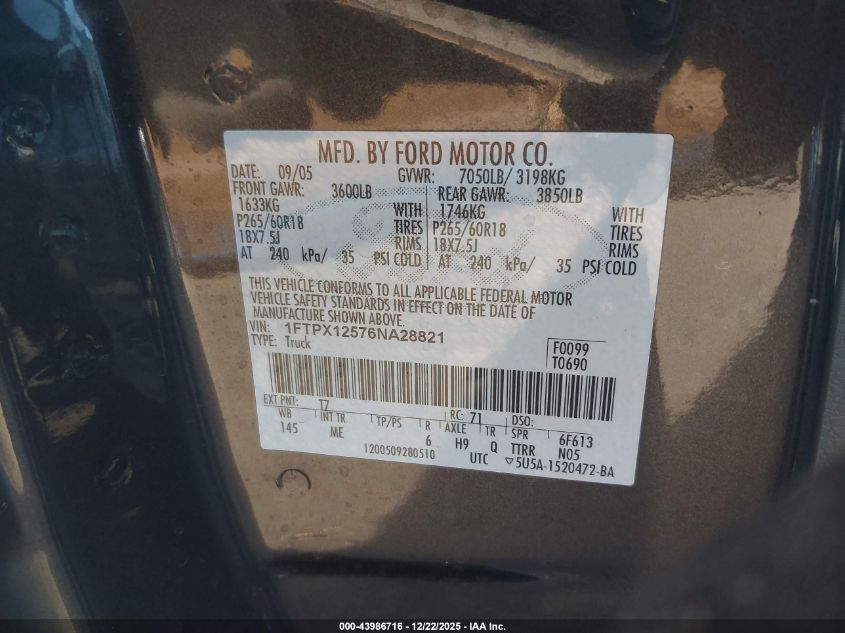 MFD. BY FORD MOTOR CO.
DATE: 09/05 GVWR: 7050LB/ 3198KG
FRONT GAWR: 3600LB REAR GAWR: 3850LB
1633KG WITH 1746KG WITH
P265/60R18 TIRES P265/60R18 TIRES
18X7.5J RIMS 18X7.5J RIMS
AT 240 kPa/ 35 PSI COLD AT 240 kPa/ 35 PSI COLD
THIS VEHICLE CONFORMS TO ALL APPLICABLE FEDERAL MOTOR
VEHICLE SAFETY STANDARDS IN EFFECT ON THE DATE OF
MANUFACTURE SHOWN ABOVE.
VIN: 1FTPX12576NA28821
TYPE: Truck
F0099
T0690
EXT PNT: T7 RC: 71 DSO:
WB INT TR TP/PS R AXLE TR SPR 6F613
145 ME 6 H9 Q TTRR N05
1200509280510 UTC ▽5U5A-1520472-BA
000-43986716 - 12/22/2025 - IAA Inc.